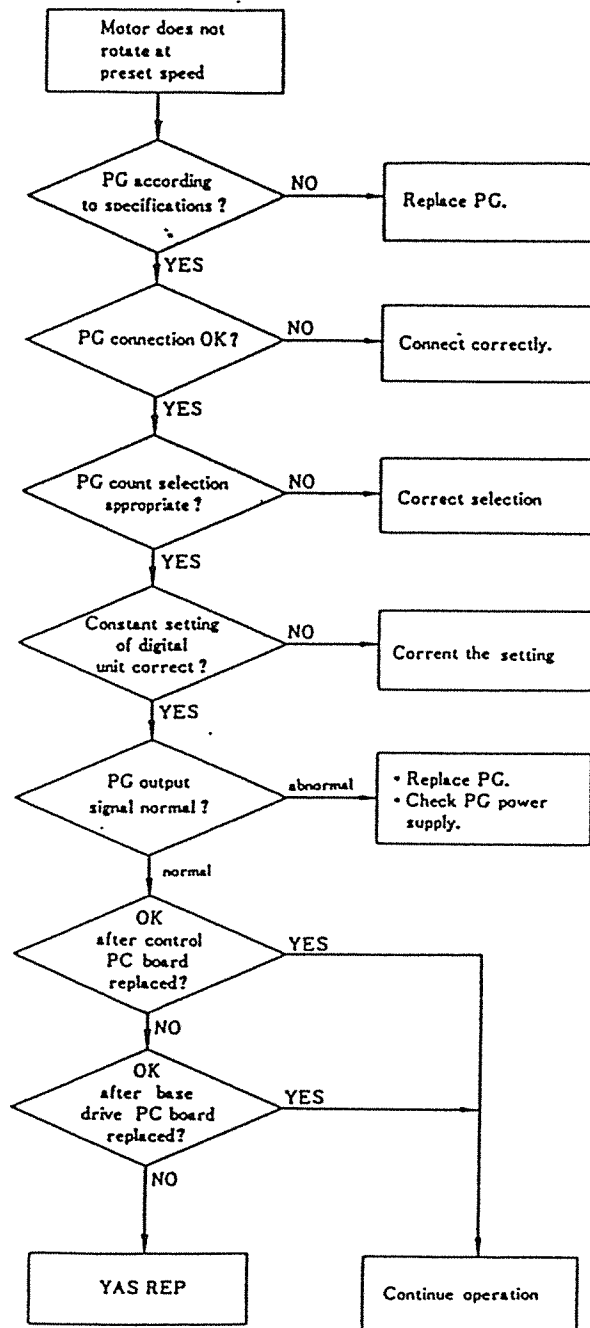 Motor does not
rotate at
preset speed
PG according
to specifications?
NO
Replace PG.
YES
PG connection OK?
NO
Connect correctly.
YES
PG count selection
appropriate?
NO
Correct selection
YES
Constant setting
of digital
unit correct?
NO
Corrent the setting
YES
PG output
signal normal?
abnormal
• Replace PG.
• Check PG power
supply.
normal
OK
after control
PC board
replaced?
YES
NO
OK
after base
drive PC board
replaced?
YES
NO
YAS REP
Continue operation